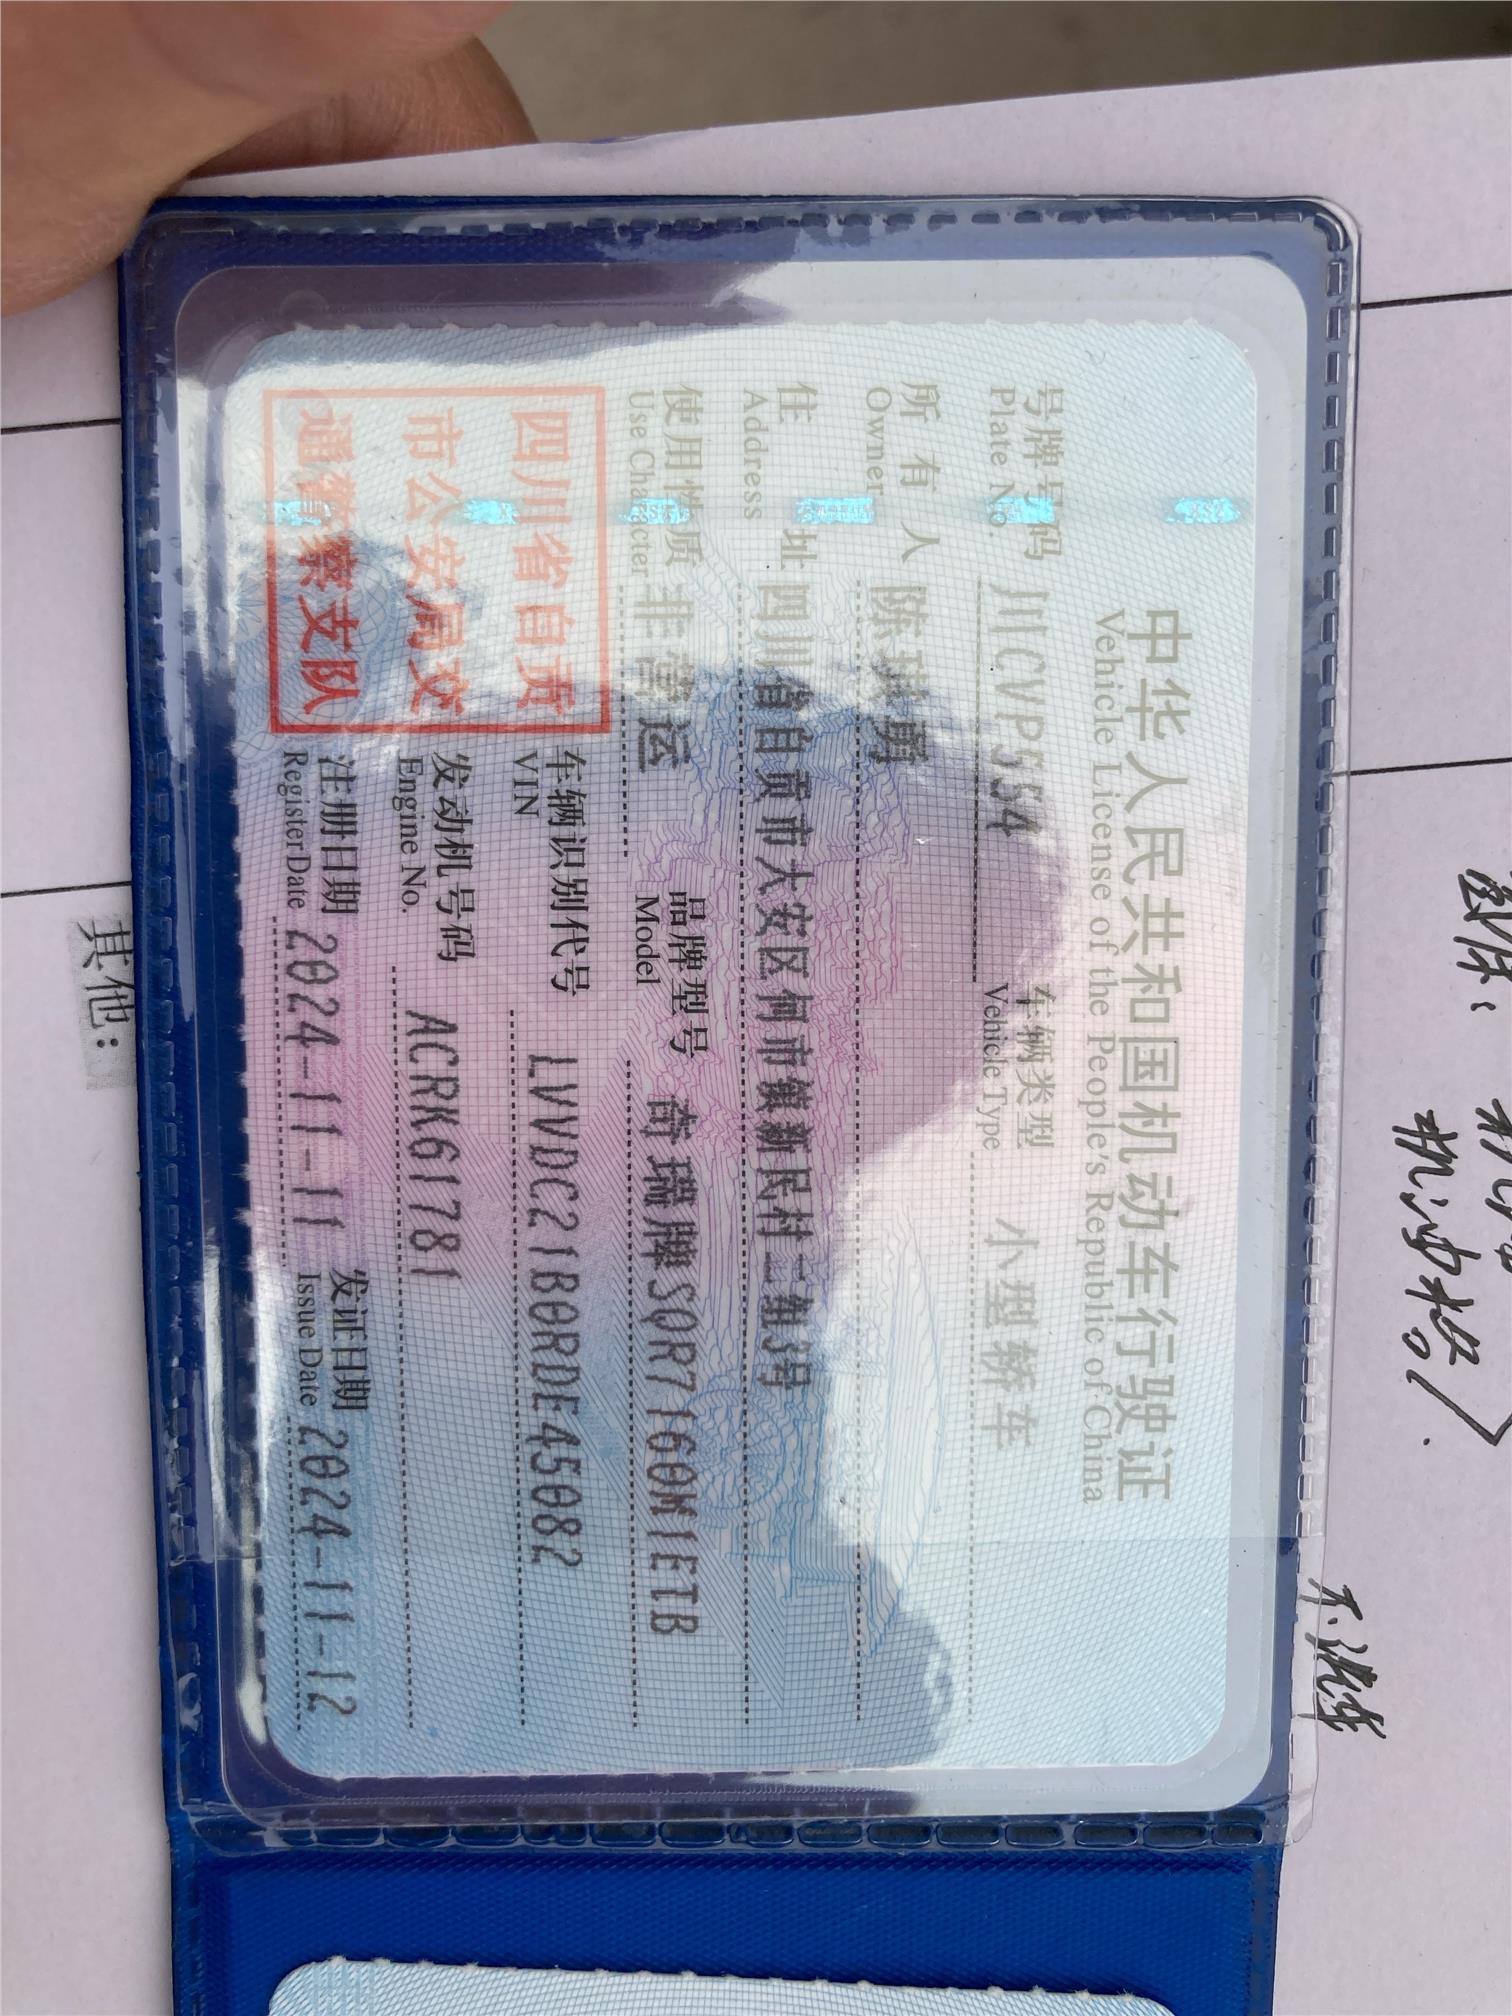 中华人民共和国机动车行驶证
Vehicle License of the People's Republic of China
号牌号码 川CVP554 车辆类型 小型轿车
Plate No. Vehicle Type
所有人 陈 勇
Owner
住址 四川省自贡市大安区何市镇新民村二组3号
Address
使用性质 非营运 品牌型号 奇瑞牌SQR7160M1ETB
Use Character Model
四川省自贡
市公安局交
通警察支队
车辆识别代号 LVVDC21B0RDE45082
VIN
发动机号码 ACRK61781
Engine No.
注册日期 2024-11-11 发证日期 2024-11-12
Register Date Issue Date
其他: